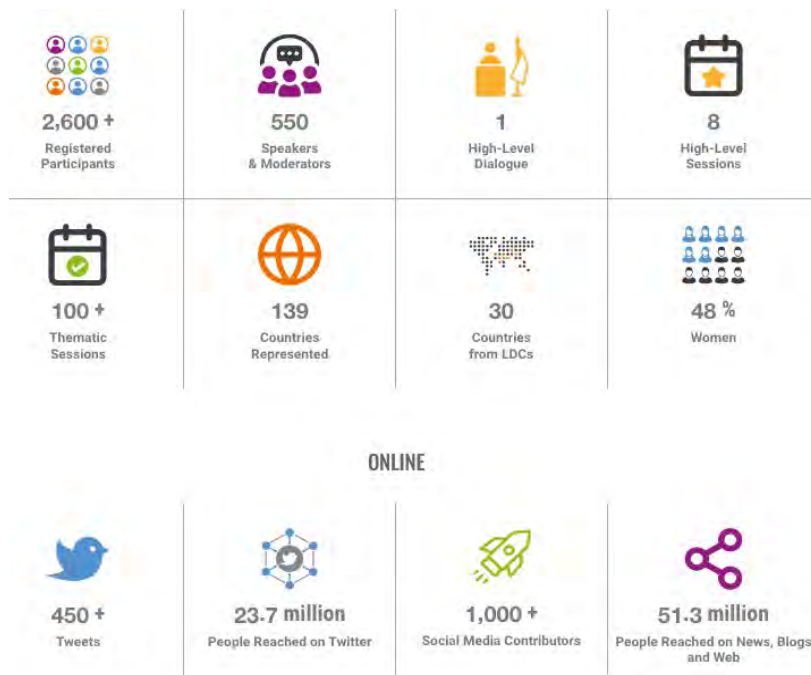 2,600 +
Registered
Participants
550
Speakers
& Moderators
1
High-Level
Dialogue
8
High-Level
Sessions
100 +
Thematic
Sessions
139
Countries
Represented
30
Countries
from LDCs
48 %
Women
ONLINE
450 +
Tweets
23.7 million
People Reached on Twitter
1,000 +
Social Media Contributors
51.3 million
People Reached on News, Blogs
and Web